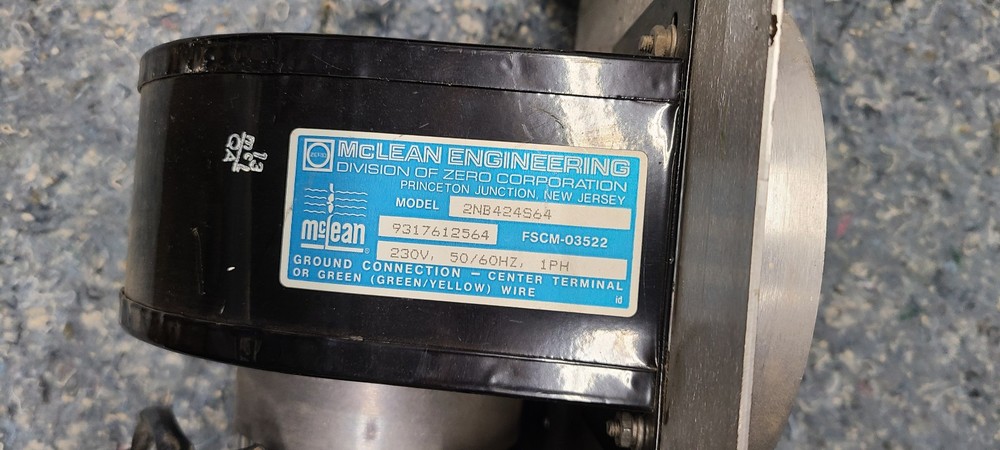 McLEAN ENGINEERING
DIVISION OF ZERO CORPORATION
PRINCETON JUNCTION, NEW JERSEY
MODEL 2NB424S64
McLean ®
9317612564 FSCM-03522
230V, 50/60HZ, 1PH
GROUND CONNECTION — CENTER TERMINAL
OR GREEN (GREEN/YELLOW) WIRE
id